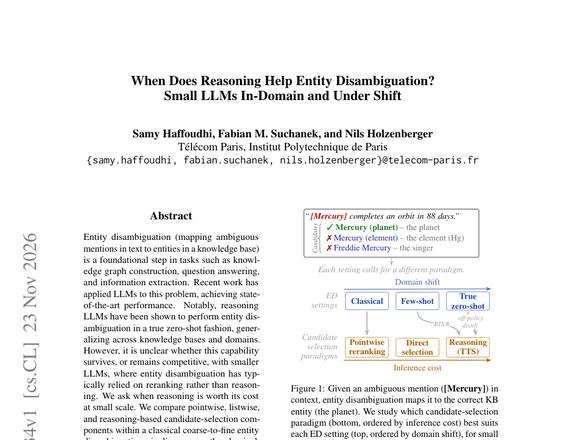 When Does Reasoning Help Entity Disambiguation?
Small LLMs In-Domain and Under Shift
Samy Haffoudhi, Fabian M. Suchanek, and Nils Holzenberger
Télécom Paris, Institut Polytechnique de Paris
{samy.haffoudhi, fabian.suchanek, nils.holzenberger}@telecom-paris.fr
4v1 [cs.CL] 23 Nov 2026
Abstract
Entity disambiguation (mapping ambiguous
mentions in text to entities in a knowledge base)
is a foundational step in tasks such as knowl-
edge graph construction, question answering,
and information extraction. Recent work has
applied LLMs to this problem, achieving state-
of-the-art performance. Notably, reasoning
LLMs have been shown to perform entity dis-
ambiguation in a true zero-shot fashion, gener-
alizing across knowledge bases and domains.
However, it is unclear whether this capability
survives, or remains competitive, with smaller
LLMs, where entity disambiguation has typ-
ically relied on reranking rather than reason-
ing. We ask when reasoning is worth its cost
at small scale. We compare pointwise, listwise,
and reasoning-based candidate-selection com-
ponents within a classical coarse-to-fine entity
"[Mercury] completes an orbit in 88 days."
Candidates
✓ Mercury (planet) – the planet
✗ Mercury (element) – the element (Hg)
✗ Freddie Mercury – the singer
Each setting calls for a different paradigm.
Domain shift
ED
settings
Classical
Few-shot
True
zero-shot
RLVR
off-policy
distill.
Candidate
selection
paradigms
Pointwise
reranking
Direct
selection
Reasoning
(TTS)
Inference cost
Figure 1: Given an ambiguous mention ([Mercury]) in
context, entity disambiguation maps it to the correct KB
entity (the planet). We study which candidate-selection
paradigm (bottom, ordered by inference cost) best suits
each ED setting (top, ordered by domain shift), for small